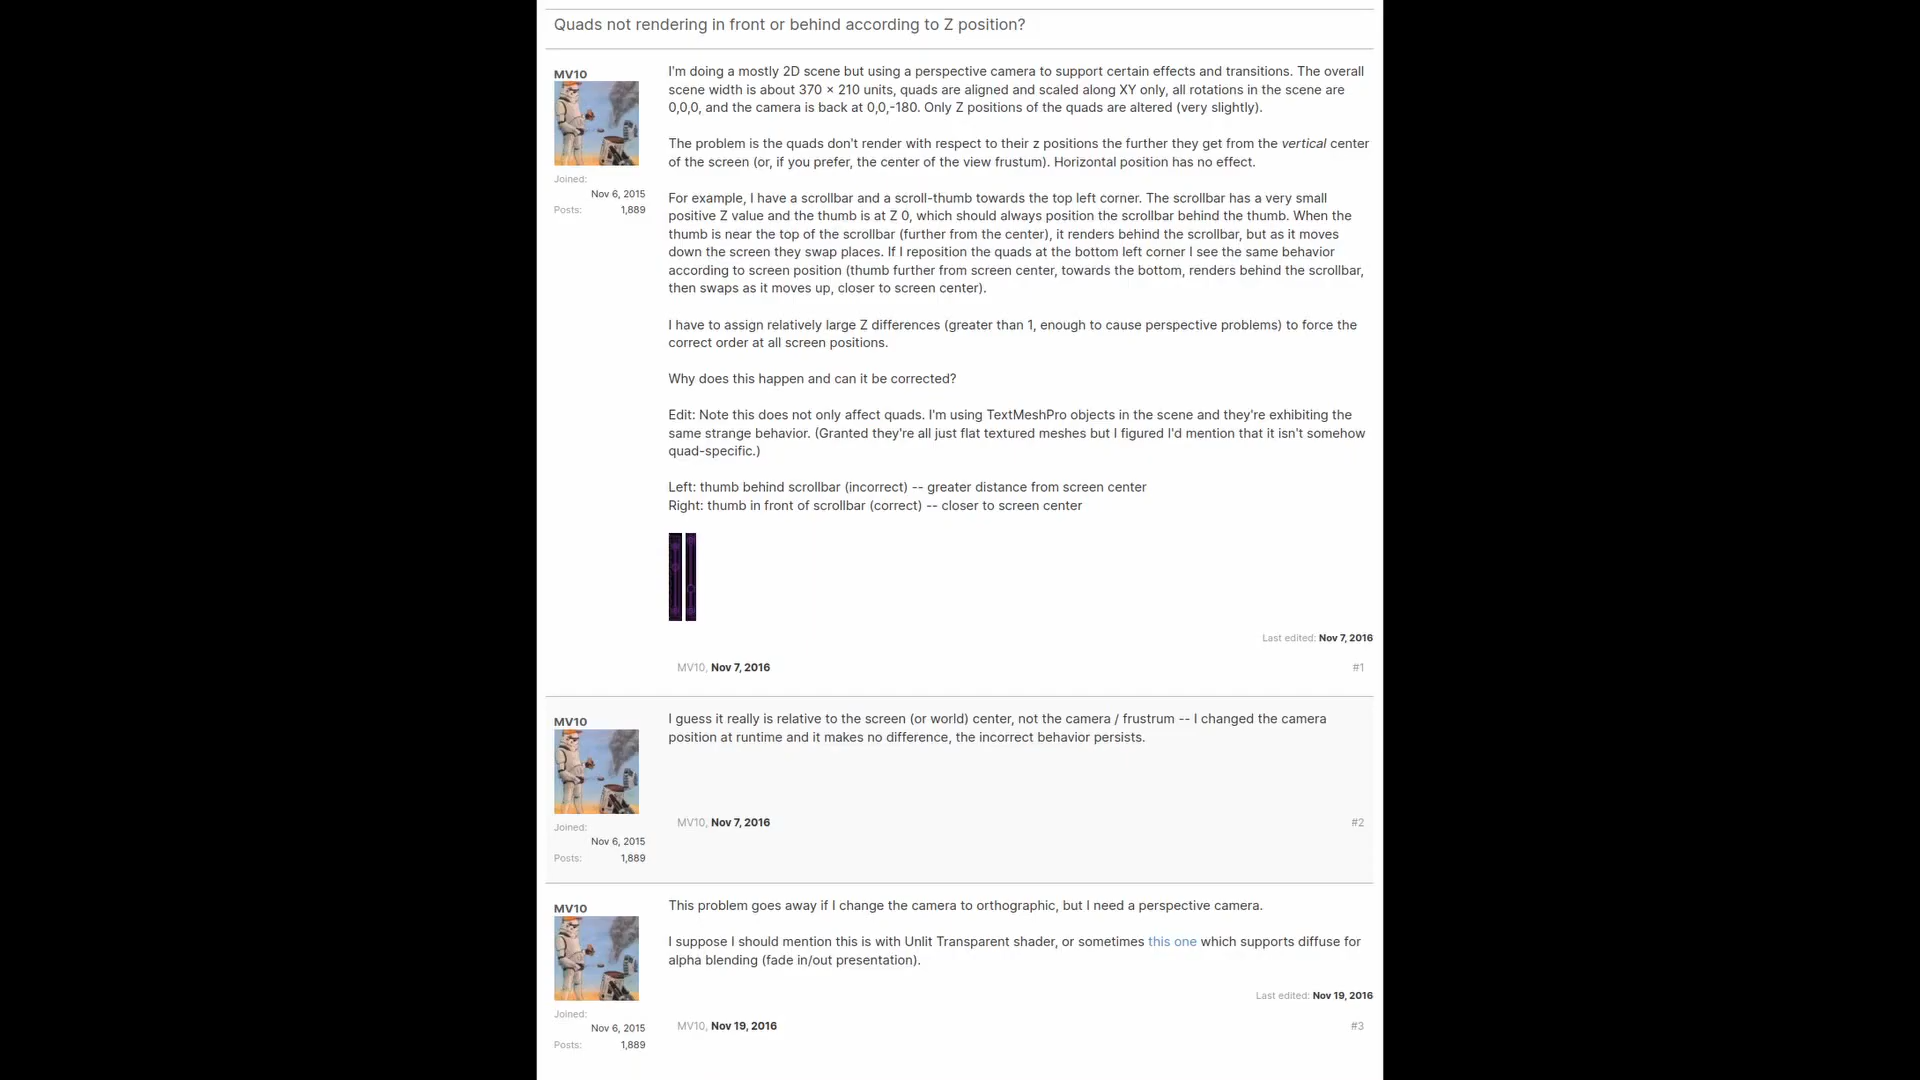 Quads not rendering in front or behind according to Z position?
MV10
Joined:
Nov 6, 2015
Posts: 1,889
I'm doing a mostly 2D scene but using a perspective camera to support certain effects and transitions. The overall
scene width is about 370 × 210 units, quads are aligned and scaled along XY only, all rotations in the scene are
0,0,0, and the camera is back at 0,0,-180. Only Z positions of the quads are altered (very slightly).
The problem is the quads don't render with respect to their z positions the further they get from the vertical center
of the screen (or, if you prefer, the center of the view frustum). Horizontal position has no effect.
For example, I have a scrollbar and a scroll-thumb towards the top left corner. The scrollbar has a very small
positive Z value and the thumb is at Z 0, which should always position the scrollbar behind the thumb. When the
thumb is near the top of the scrollbar (further from the center), it renders behind the scrollbar, but as it moves
down the screen they swap places. If I reposition the quads at the bottom left corner I see the same behavior
according to screen position (thumb further from screen center, towards the bottom, renders behind the scrollbar,
then swaps as it moves up, closer to screen center).
I have to assign relatively large Z differences (greater than 1, enough to cause perspective problems) to force the
correct order at all screen positions.
Why does this happen and can it be corrected?
Edit: Note this does not only affect quads. I'm using TextMeshPro objects in the scene and they're exhibiting the
same strange behavior. (Granted they're all just flat textured meshes but I figured I'd mention that it isn't somehow
quad-specific.)
Left: thumb behind scrollbar (incorrect) -- greater distance from screen center
Right: thumb in front of scrollbar (correct) -- closer to screen center
Last edited: Nov 7, 2016
MV10, Nov 7, 2016 #1
MV10
Joined:
Nov 6, 2015
Posts: 1,889
I guess it really is relative to the screen (or world) center, not the camera / frustrum -- I changed the camera
position at runtime and it makes no difference, the incorrect behavior persists.
MV10, Nov 7, 2016 #2
MV10
Joined:
Nov 6, 2015
Posts: 1,889
This problem goes away if I change the camera to orthographic, but I need a perspective camera.
I suppose I should mention this is with Unlit Transparent shader, or sometimes this one which supports diffuse for
alpha blending (fade in/out presentation).
Last edited: Nov 19, 2016
MV10, Nov 19, 2016 #3